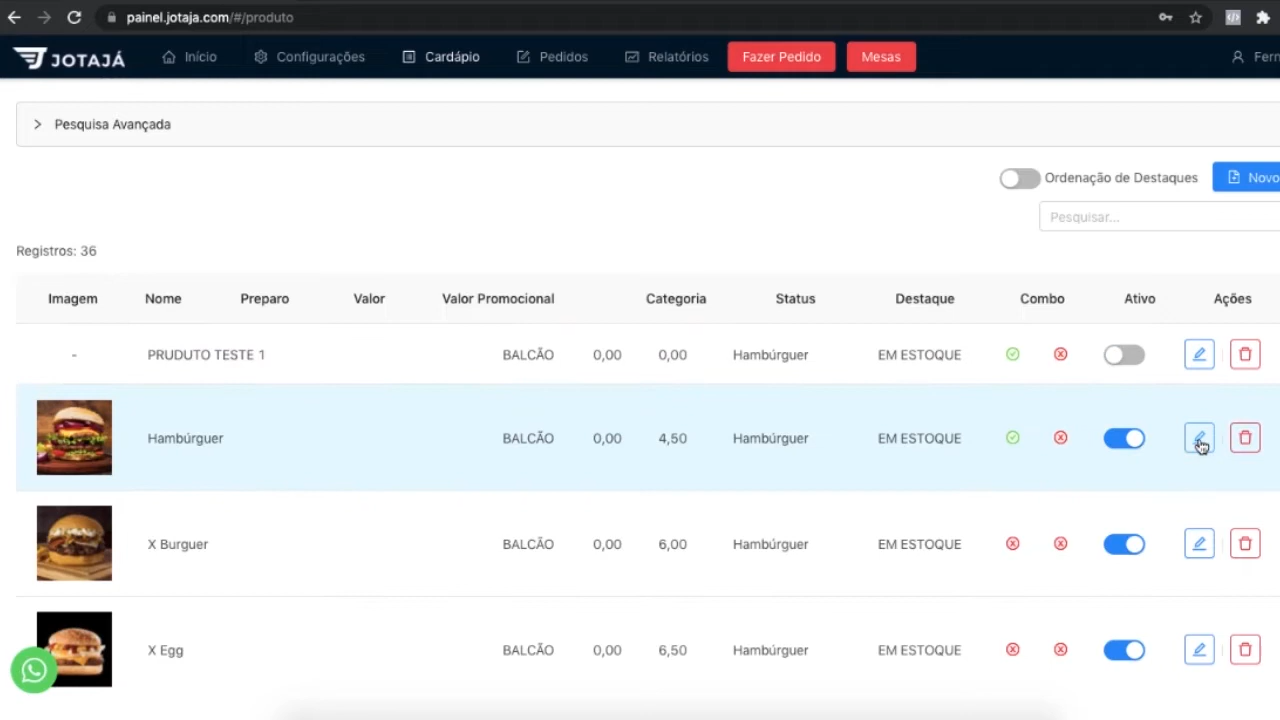 painel.jotaja.com/#/produto
JOTAJÁ Início Configurações Cardápio Pedidos Relatórios Fazer Pedido Mesas
Pesquisa Avançada
Ordenação de Destaques Novo
Pesquisar...
Registros: 36
Imagem Nome Preparo Valor Valor Promocional Categoria Status Destaque Combo Ativo Ações
- PRUDUTO TESTE 1 BALCÃO 0,00 0,00 Hambúrguer EM ESTOQUE
Hambúrguer BALCÃO 0,00 4,50 Hambúrguer EM ESTOQUE
X Burguer BALCÃO 0,00 6,00 Hambúrguer EM ESTOQUE
X Egg BALCÃO 0,00 6,50 Hambúrguer EM ESTOQUE